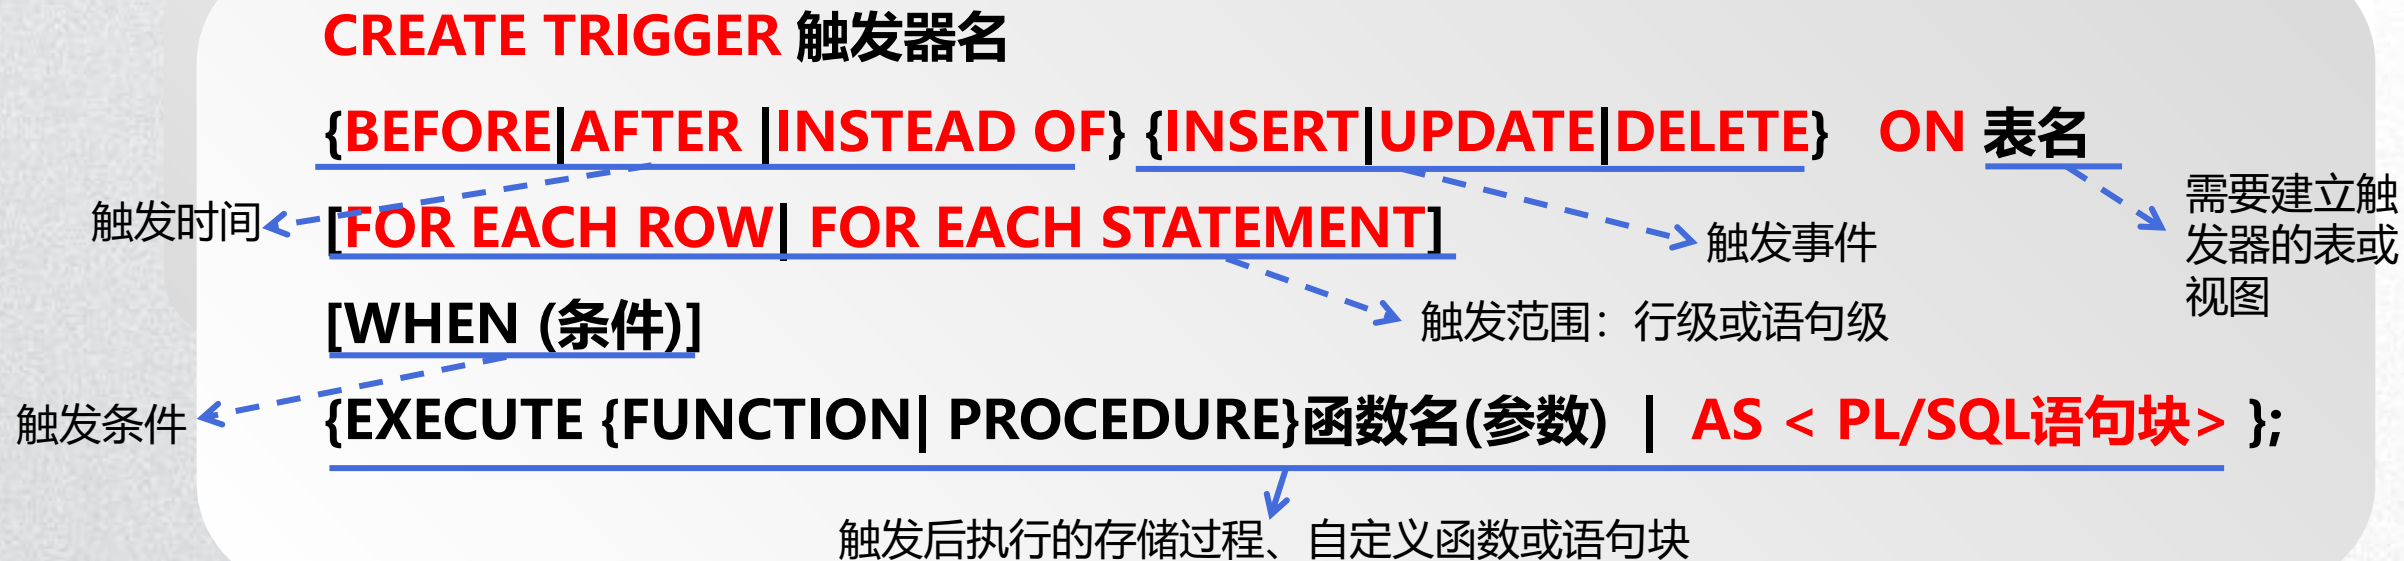 CREATE TRIGGER 触发器名
{BEFORE|AFTER |INSTEAD OF} {INSERT|UPDATE|DELETE} ON 表名
触发时间
[FOR EACH ROW| FOR EACH STATEMENT]
触发事件
需要建立触
发器的表或
视图
[WHEN (条件)]
触发范围：行级或语句级
触发条件
{EXECUTE {FUNCTION| PROCEDURE}函数名(参数) | AS < PL/SQL语句块> };
触发后执行的存储过程、自定义函数或语句块